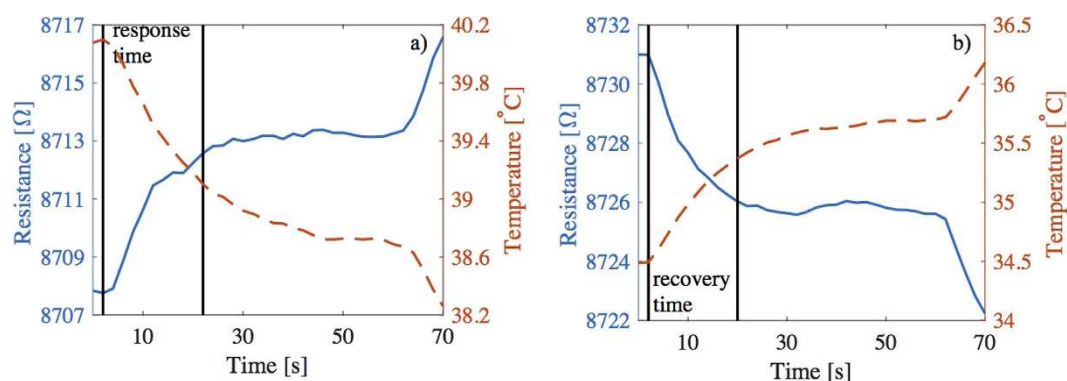 a)
response
time
Resistance [Ω]
8717
8715
8713
8711
8709
8707
10
30
50
70
Time [s]
40.2
39.8
39.4
39
38.6
38.2
Temperature [°C]
b)
recovery
time
Resistance [Ω]
8732
8730
8728
8726
8724
8722
10
30
50
70
Time [s]
36.5
36
35.5
35
34.5
34
Temperature [°C]